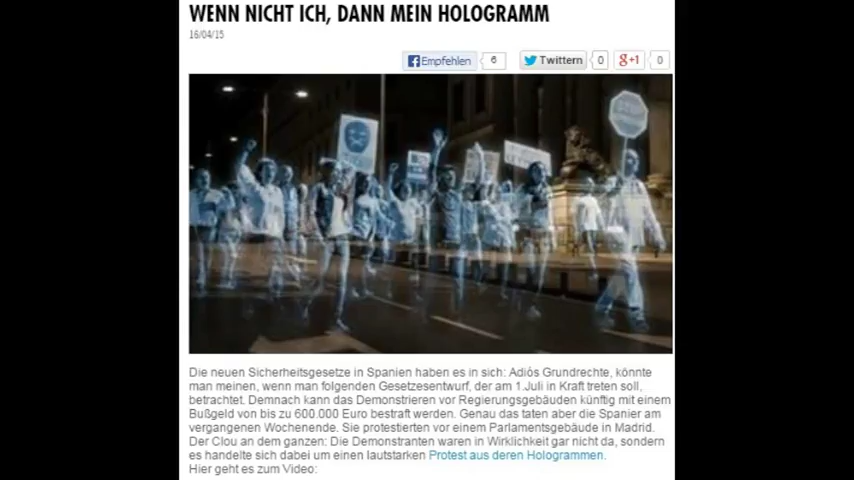 WENN NICHT ICH, DANN MEIN HOLOGRAMM
16/04/15
Empfehlen 6 Twittern 0 g+1 0
Die neuen Sicherheitsgesetze in Spanien haben es in sich: Adiós Grundrechte, könnte
man meinen, wenn man folgenden Gesetzesentwurf, der am 1.Juli in Kraft treten soll,
betrachtet. Demnach kann das Demonstrieren vor Regierungsgebäuden künftig mit einem
Bußgeld von bis zu 600.000 Euro bestraft werden. Genau das taten aber die Spanier am
vergangenen Wochenende. Sie protestierten vor einem Parlamentsgebäude in Madrid.
Der Clou an dem ganzen: Die Demonstranten waren in Wirklichkeit gar nicht da, sondern
es handelte sich dabei um einen lautstarken Protest aus deren Hologrammen.
Hier geht es zum Video: